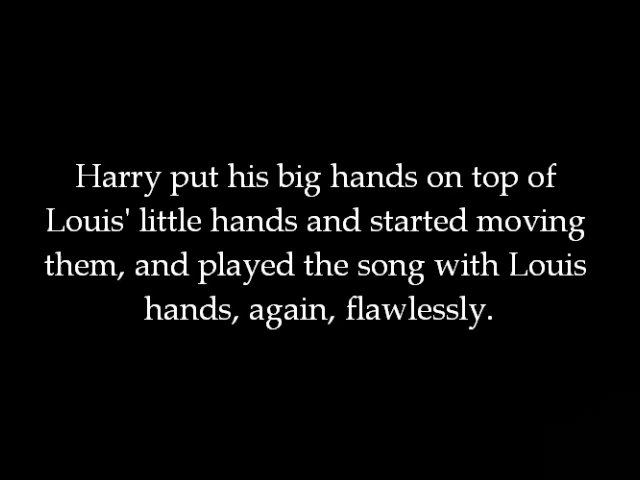 Harry put his big hands on top of
Louis' little hands and started moving
them, and played the song with Louis
hands, again, flawlessly.